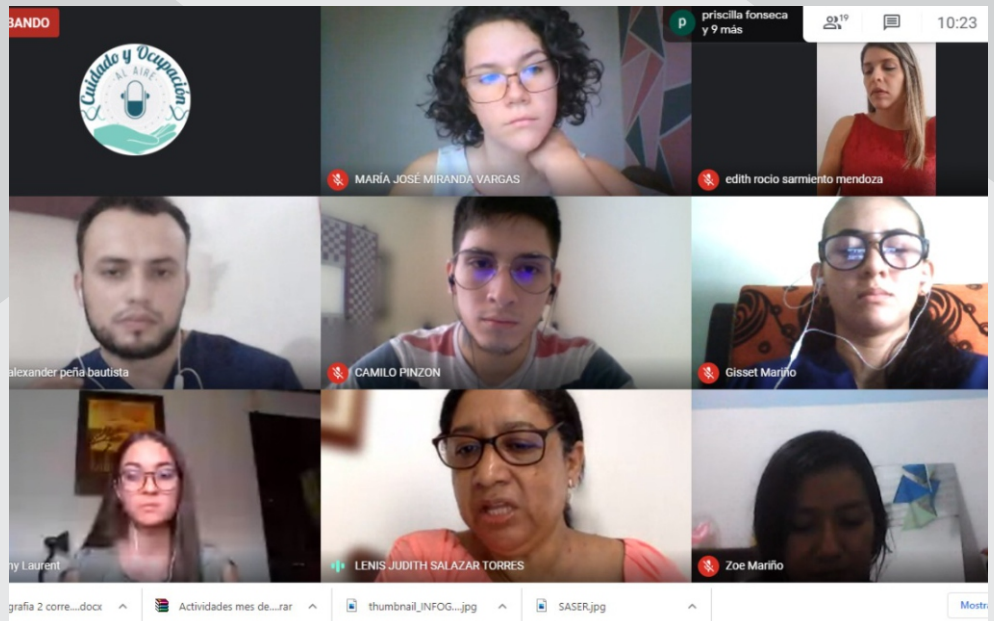 BANDO
priscilla fonseca
y 9 más
p
19
10:23
Cuidado y Ocupación
AL AIRE
MARÍA JOSÉ MIRANDA VARGAS
edith rocio sarmiento mendoza
alexander peña bautista
CAMILO PINZON
Gisset Mariño
ny Laurent
LENIS JUDITH SALAZAR TORRES
Zoe Mariño
grafia 2 corre....docx
Actividades mes de....rar
thumbnail_INFOG....jpg
SASER.jpg
Mostr